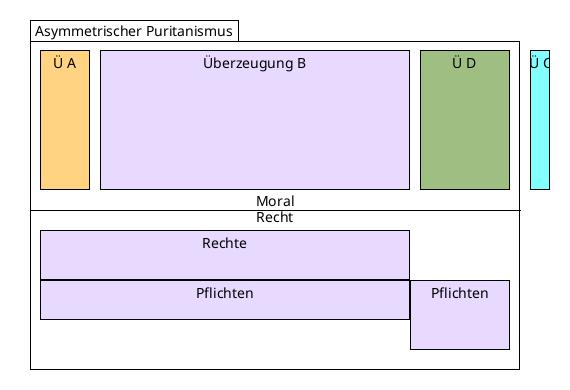 Asymmetrischer Puritanismus
Ü A
Überzeugung B
Ü D
Ü C
Moral
Recht
Rechte
Pflichten
Pflichten